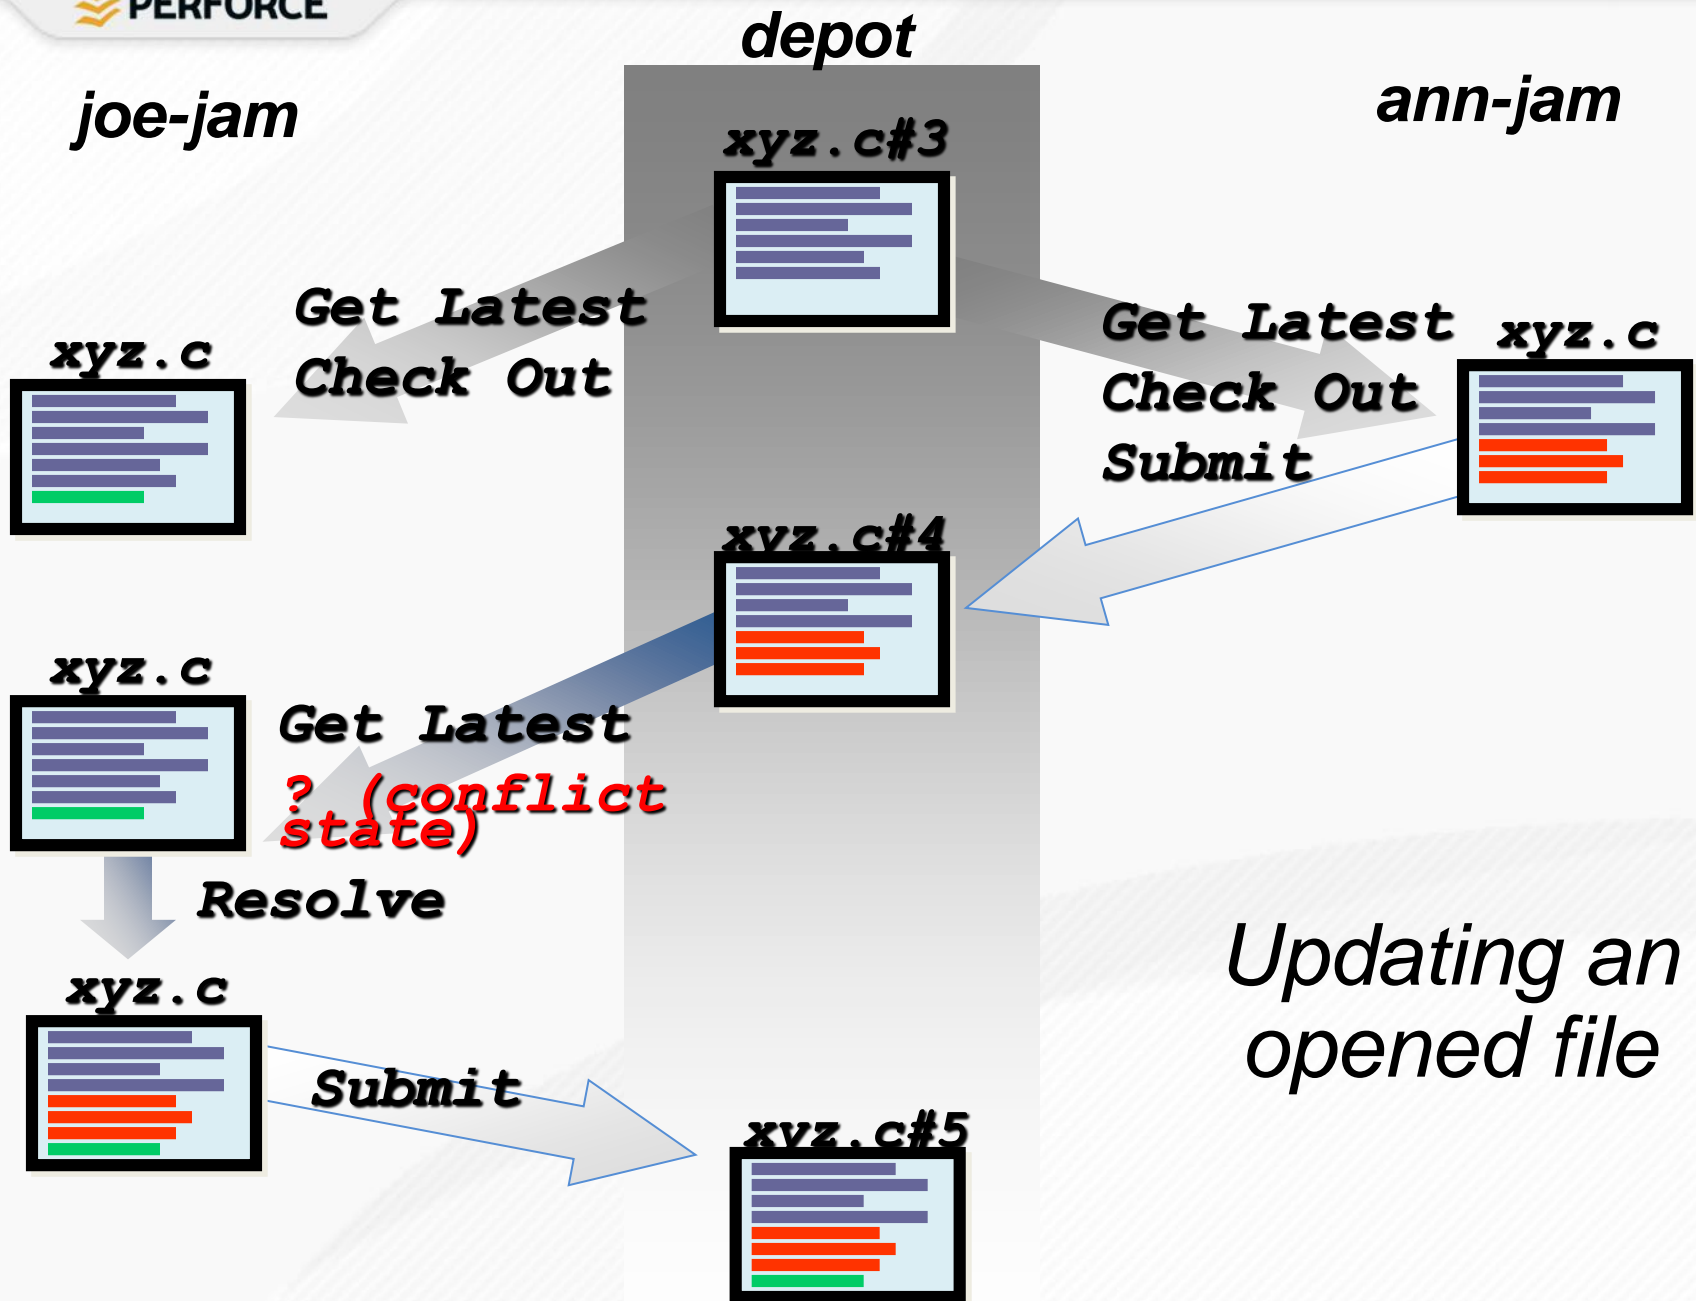 PERFORCE
depot
joe-jam
ann-jam
xyz.c#3
Get Latest
Check Out
xyz.c
Get Latest
Check Out
Submit
xyz.c
xyz.c#4
xyz.c
Get Latest
? (conflict
state)
Resolve
xyz.c
Submit
xyz.c#5
Updating an
opened file